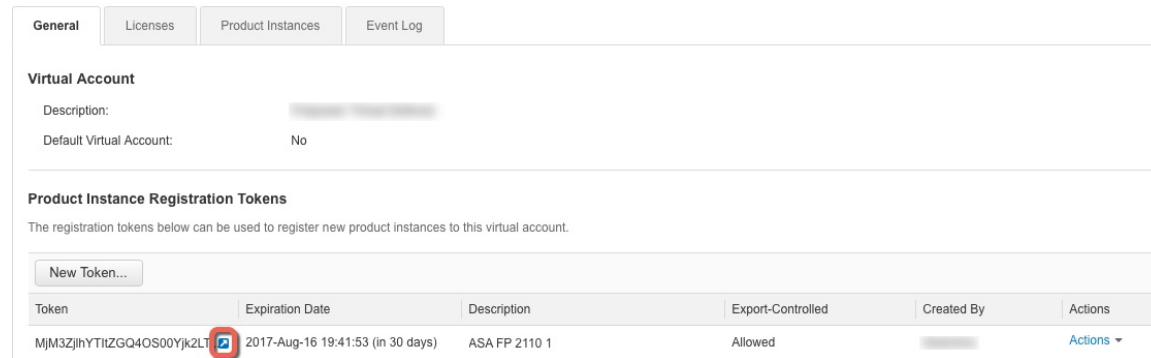 General Licenses Product Instances Event Log
Virtual Account
Description:
Default Virtual Account: No
Product Instance Registration Tokens
The registration tokens below can be used to register new product instances to this virtual account.
New Token...
Token Expiration Date Description Export-Controlled Created By Actions
MjM3ZjlhYTItZGQ4OS00Yjk2LT 2017-Aug-16 19:41:53 (in 30 days) ASA FP 2110 1 Allowed Actions